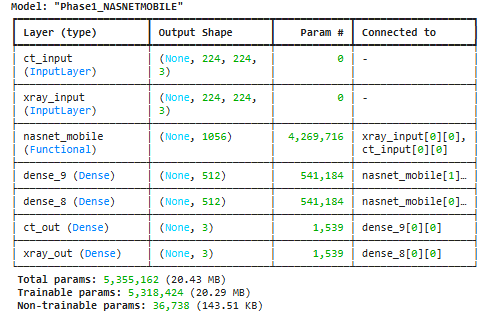 Model: "Phase1_NASNETMOBILE"
Layer (type) Output Shape Param # Connected to
ct_input (None, 224, 224, 0 -
(InputLayer) 3)
xray_input (None, 224, 224, 0 -
(InputLayer) 3)
nasnet_mobile (None, 1056) 4,269,716 xray_input[0][0],
(Functional) ct_input[0][0]
dense_9 (Dense) (None, 512) 541,184 nasnet_mobile[1]…
dense_8 (Dense) (None, 512) 541,184 nasnet_mobile[0]…
ct_out (Dense) (None, 3) 1,539 dense_9[0][0]
xray_out (Dense) (None, 3) 1,539 dense_8[0][0]
Total params: 5,355,162 (20.43 MB)
Trainable params: 5,318,424 (20.29 MB)
Non-trainable params: 36,738 (143.51 KB)